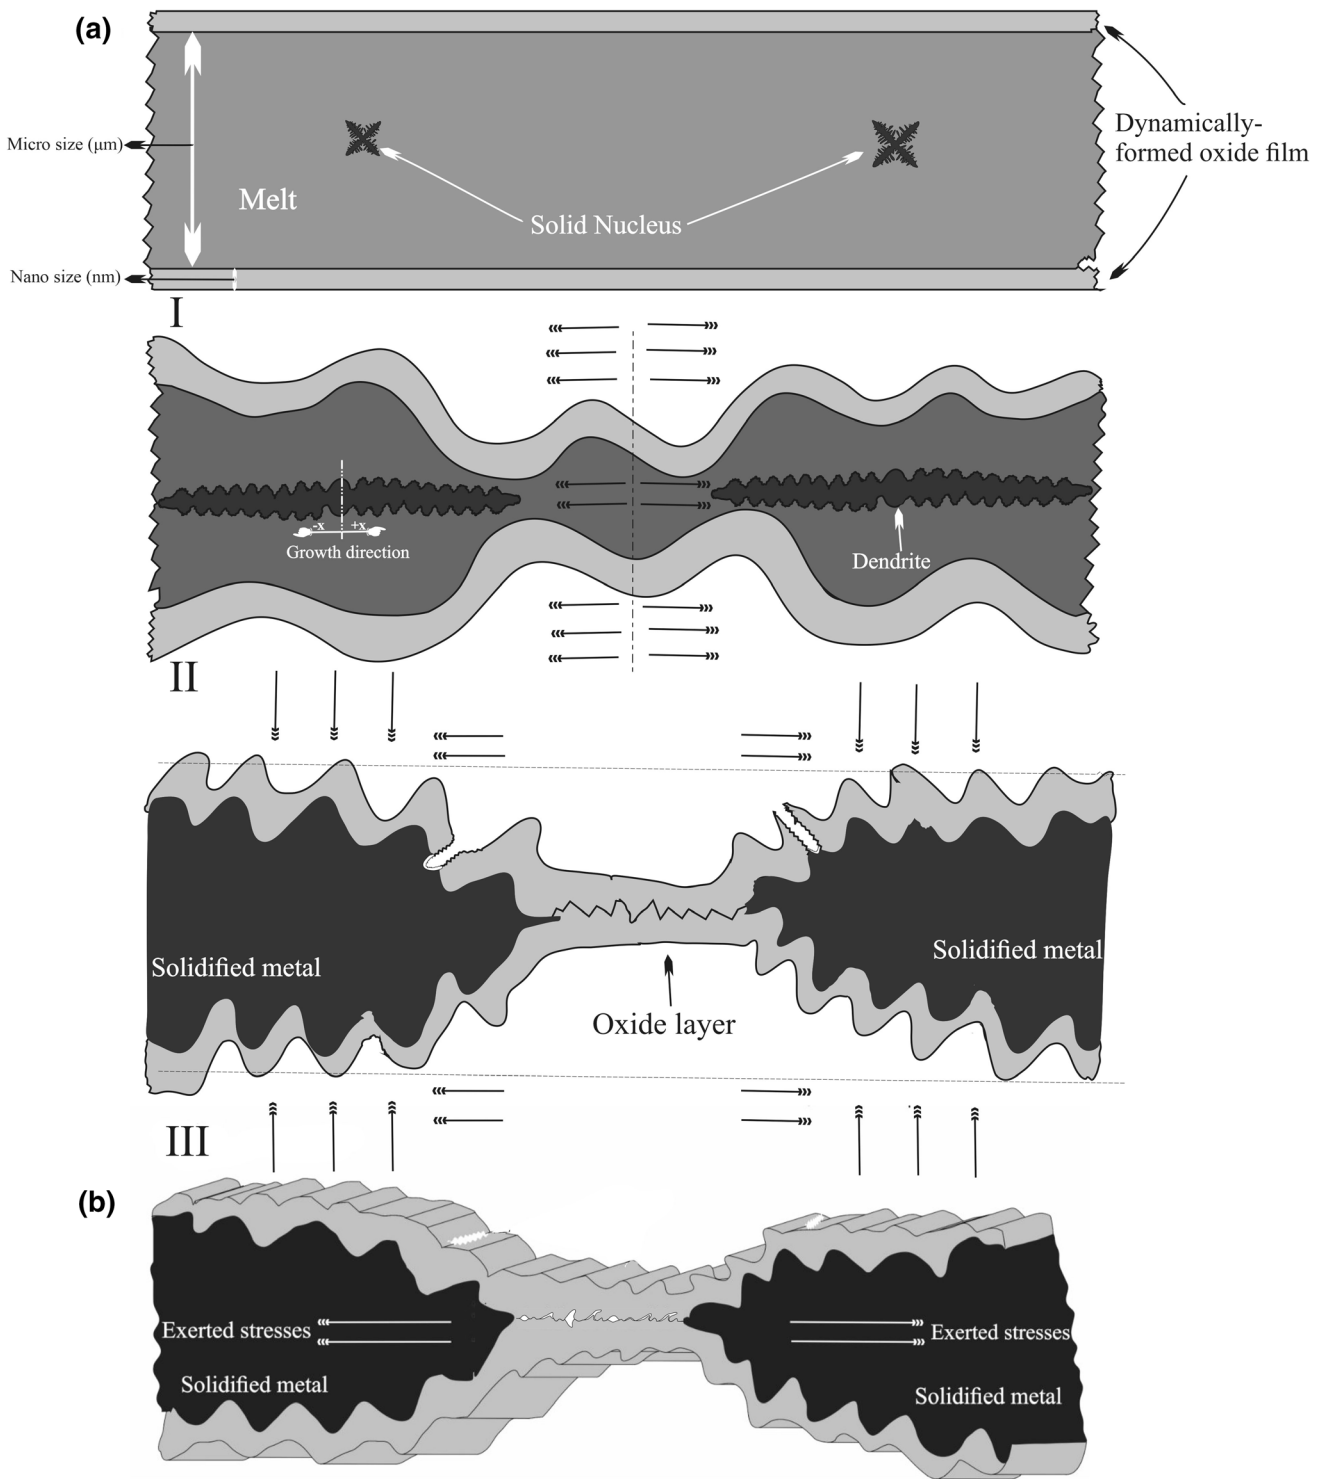 (a)
Micro size (μm)
Melt
Solid Nucleus
Dynamically-
formed oxide film
Nano size (nm)
I
-x +x
Growth direction
Dendrite
II
Solidified metal
Solidified metal
Oxide layer
III
(b)
Exerted stresses
Exerted stresses
Solidified metal
Solidified metal